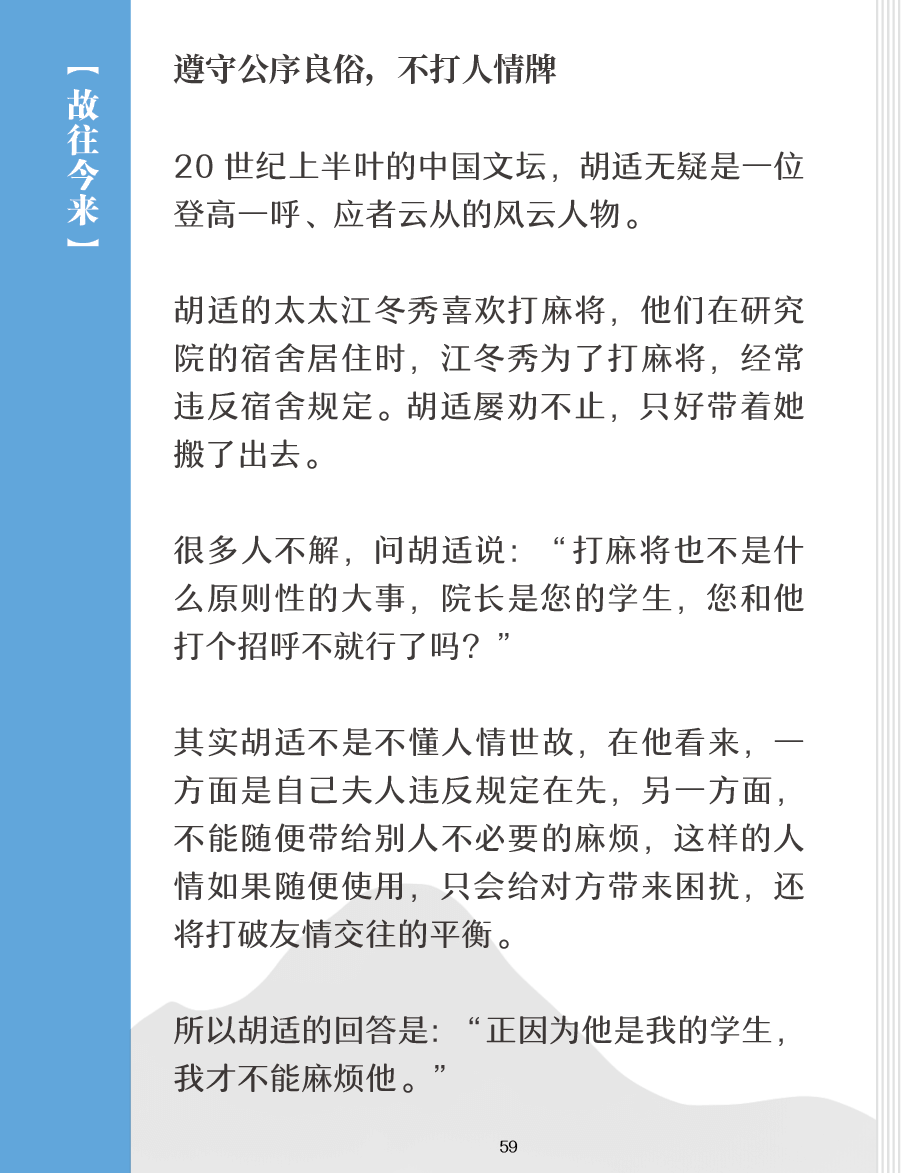 【故往今来】
遵守公序良俗，不打人情牌
20 世纪上半叶的中国文坛，胡适无疑是一位
登高一呼、应者云从的风云人物。
胡适的太太江冬秀喜欢打麻将，他们在研究
院的宿舍居住时，江冬秀为了打麻将，经常
违反宿舍规定。胡适屡劝不止，只好带着她
搬了出去。
很多人不解，问胡适说：“打麻将也不是什
么原则性的大事，院长是您的学生，您和他
打个招呼不就行了吗？”
其实胡适不是不懂人情世故，在他看来，一
方面是自己夫人违反规定在先，另一方面，
不能随便带给别人不必要的麻烦，这样的人
情如果随便使用，只会给对方带来困扰，还
将打破友情交往的平衡。
所以胡适的回答是：“正因为他是我的学生，
我才不能麻烦他。”
59